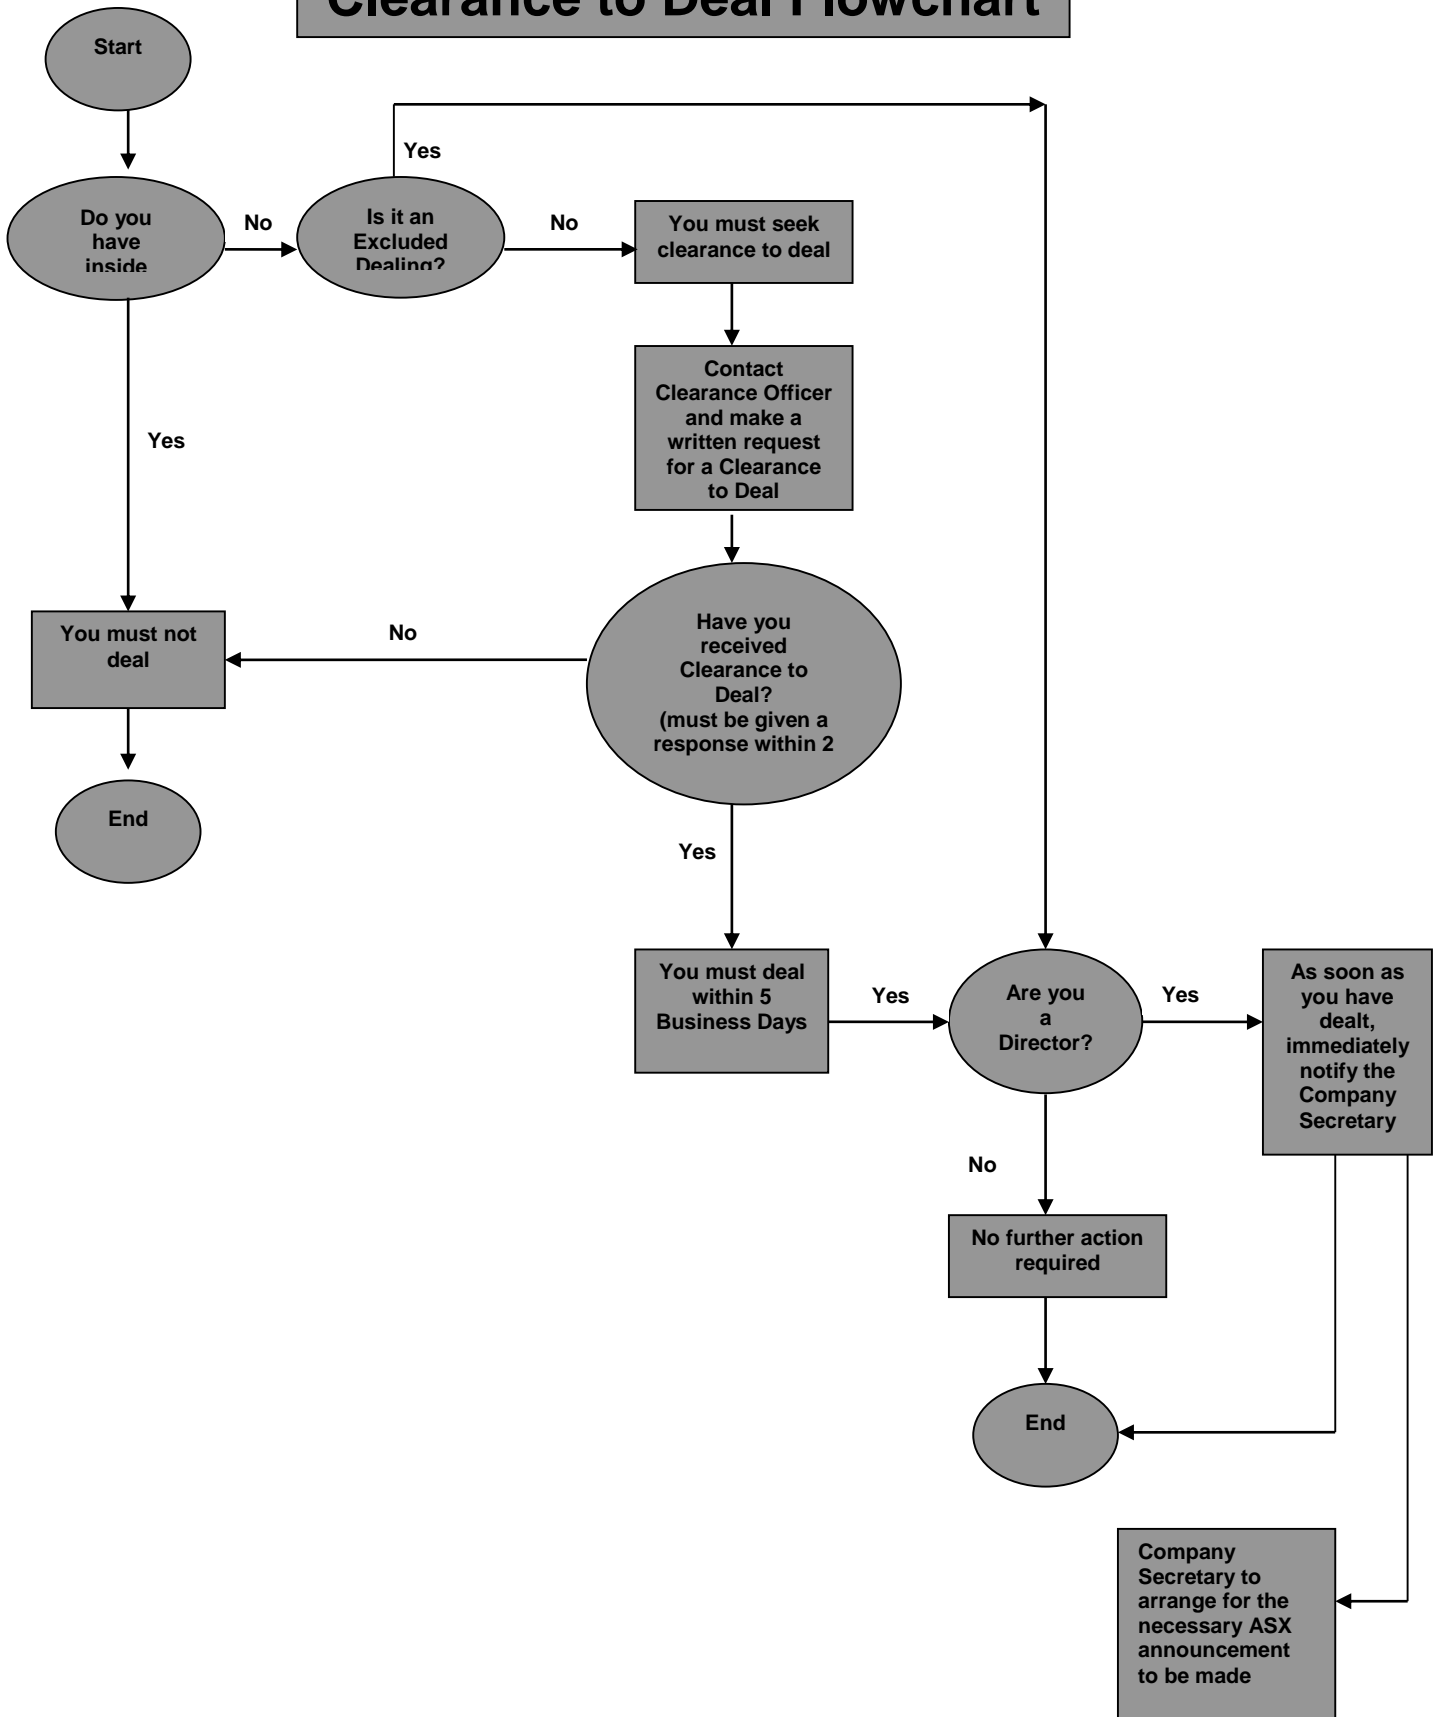 Clearance to Deal Flowchart
Start
Yes
Do you
have
inside
No
Is it an
Excluded
Dealing?
No
You must seek
clearance to deal
Contact
Clearance Officer
and make a
written request
for a Clearance
to Deal
Yes
You must not
deal
No
Have you
received
Clearance to
Deal?
(must be given a
response within 2
End
Yes
You must deal
within 5
Business Days
Yes
Are you
a
Director?
Yes
As soon as
you have
dealt,
immediately
notify the
Company
Secretary
No
No further action
required
End
Company
Secretary to
arrange for the
necessary ASX
announcement
to be made